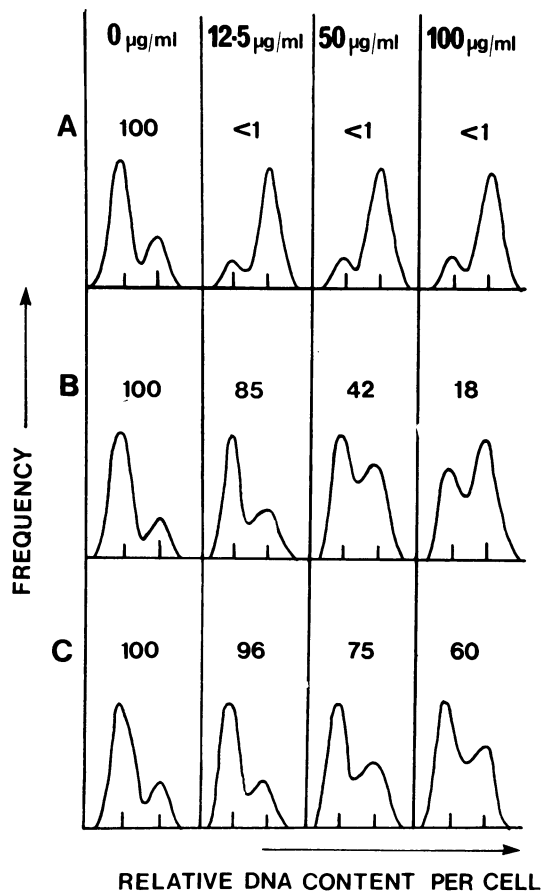 0 µg/ml 12·5 µg/ml 50 µg/ml 100 µg/ml
A 100 <1 <1 <1
B 100 85 42 18
FREQUENCY
C 100 96 75 60
RELATIVE DNA CONTENT PER CELL